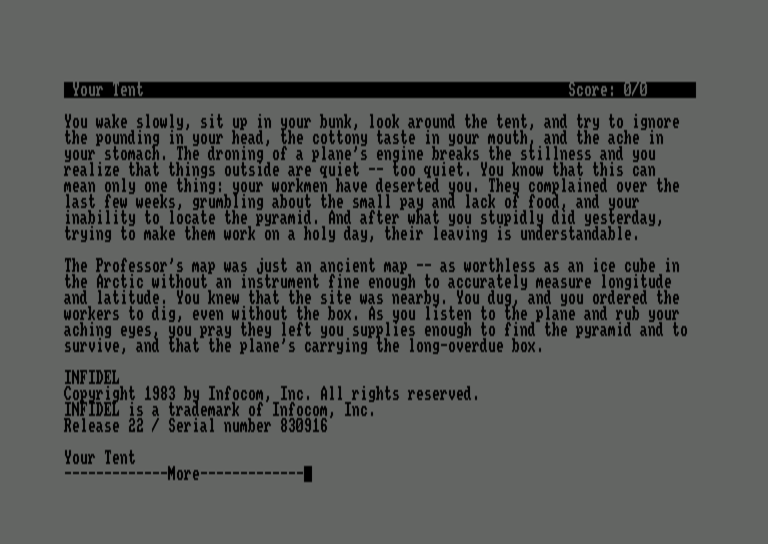 Your Tent Score: 0/0
You wake slowly, sit up in your bunk, look around the tent, and try to ignore
the pounding in your head, the cottony taste in your mouth, and the ache in
your stomach. The droning of a plane's engine breaks the stillness and you
realize that things outside are quiet -- too quiet. You know that this can
mean only one thing: your workmen have deserted you. They complained over the
last few weeks, grumbling about the small pay and lack of food, and your
inability to locate the pyramid. And after what you stupidly did yesterday,
trying to make them work on a holy day, their leaving is understandable.
The Professor's map was just an ancient map -- as worthless as an ice cube in
the Arctic without an instrument fine enough to accurately measure longitude
and latitude. You knew that the site was nearby. You dug, and you ordered the
workers to dig, even without the box. As you listen to the plane and rub your
aching eyes, you pray they left you supplies enough to find the pyramid and to
survive, and that the plane's carrying the long-overdue box.
INFIDEL
Copyright 1983 by Infocom, Inc. All rights reserved.
INFIDEL is a trademark of Infocom, Inc.
Release 22 / Serial number 830916
Your Tent
-------------More-------------